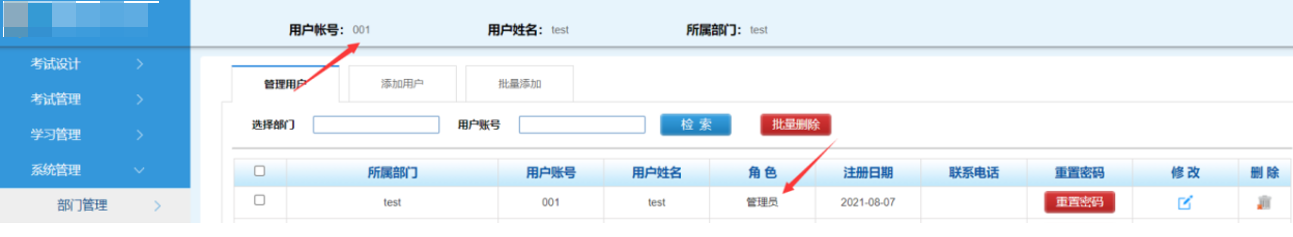 用户帐号： 001 用户姓名： test 所属部门： test
考试设计
考试管理
学习管理
系统管理
部门管理
管理用户 添加用户 批量添加
选择部门 用户账号 检 索 批量删除
所属部门 用户账号 用户姓名 角 色 注册日期 联系电话 重置密码 修 改 删 除
test 001 test 管理员 2021-08-07 重置密码